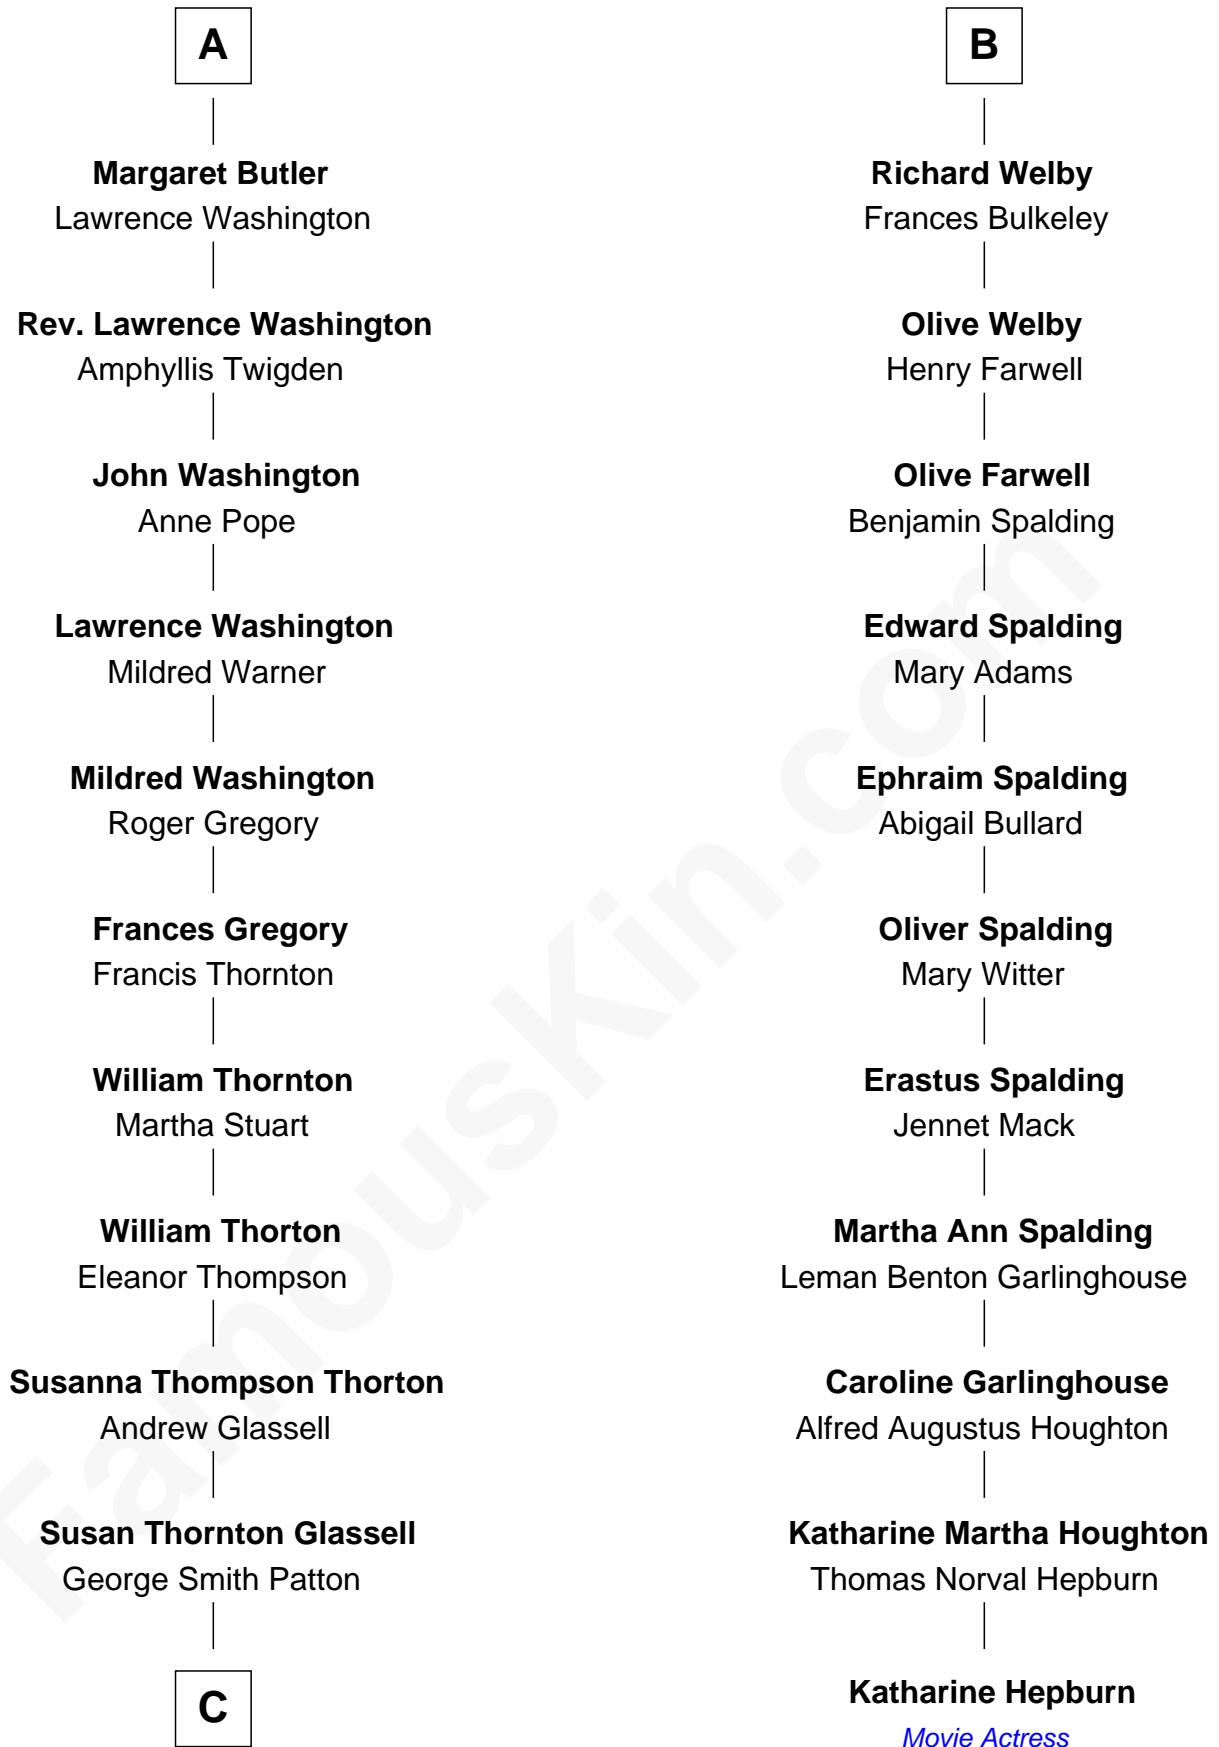 A
Margaret Butler
Lawrence Washington
Rev. Lawrence Washington
Amphyllis Twigden
John Washington
Anne Pope
Lawrence Washington
Mildred Warner
Mildred Washington
Roger Gregory
Frances Gregory
Francis Thornton
William Thornton
Martha Stuart
William Thorton
Eleanor Thompson
Susanna Thompson Thorton
Andrew Glassell
Susan Thornton Glassell
George Smith Patton
C
B
Richard Welby
Frances Bulkeley
Olive Welby
Henry Farwell
Olive Farwell
Benjamin Spalding
Edward Spalding
Mary Adams
Ephraim Spalding
Abigail Bullard
Oliver Spalding
Mary Witter
Erastus Spalding
Jennet Mack
Martha Ann Spalding
Leman Benton Garlinghouse
Caroline Garlinghouse
Alfred Augustus Houghton
Katharine Martha Houghton
Thomas Norval Hepburn
Katharine Hepburn
Movie Actress
FamousKin.com